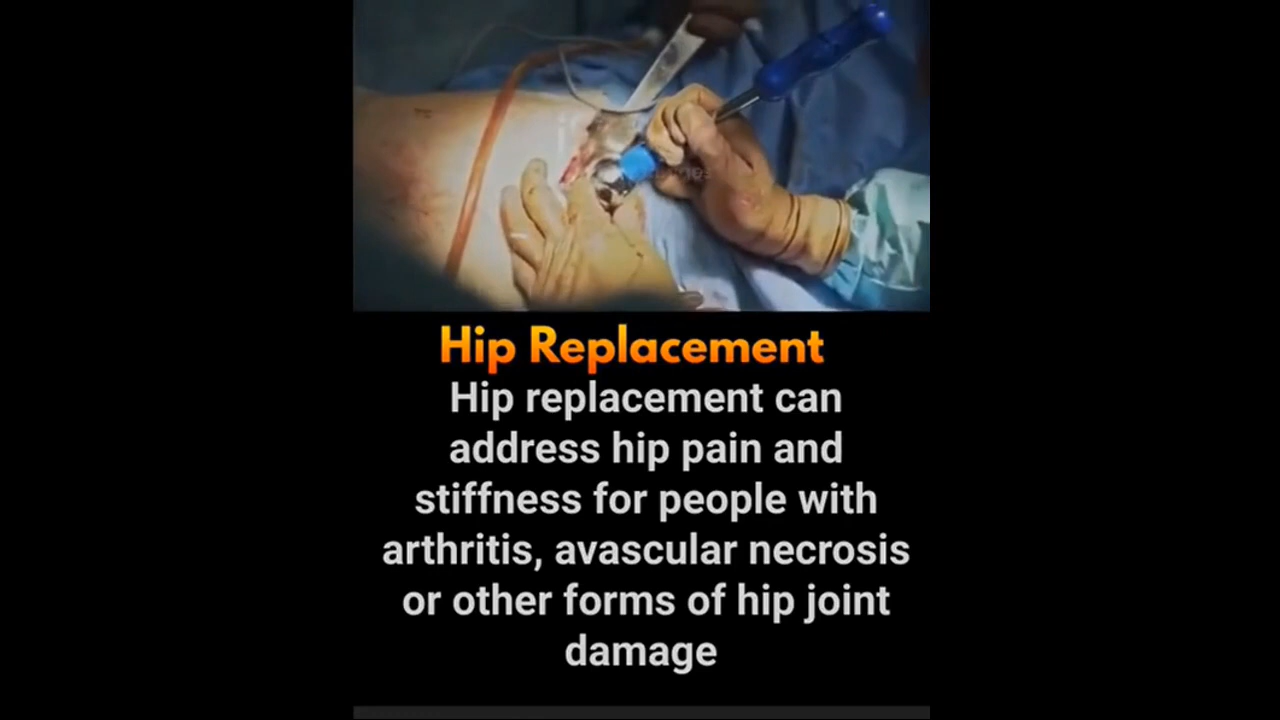 Hip Replacement
Hip replacement can
address hip pain and
stiffness for people with
arthritis, avascular necrosis
or other forms of hip joint
damage